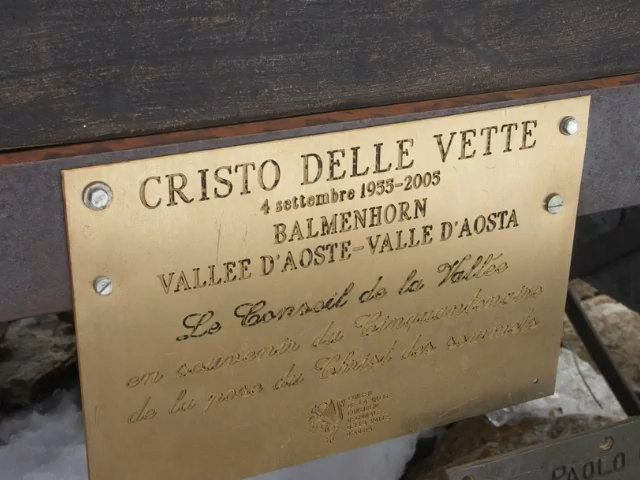 CRISTO DELLE VETTE
4 settembre 1955-2005
BALMENHORN
VALLEE D'AOSTE-VALLE D'AOSTA
Le Conseil de la Vallée
en souvenir du Cinquantenaire
de la pose du Christ des sommets
PAOLO